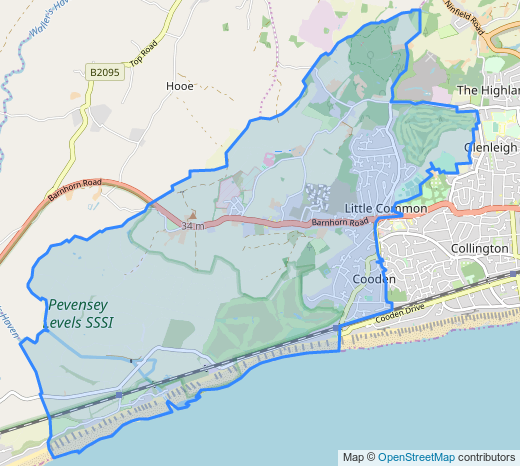 Waller's Haven
Ninfield Road
Top Road
B2095
Hooe
The Highlan
Glenleigh
Barnhorn Road
Little Common
34 m
Barnhorn Road
Collington
Cooden
Pevensey
Levels SSSI
Haven
Cooden Drive
Map © OpenStreetMap contributors